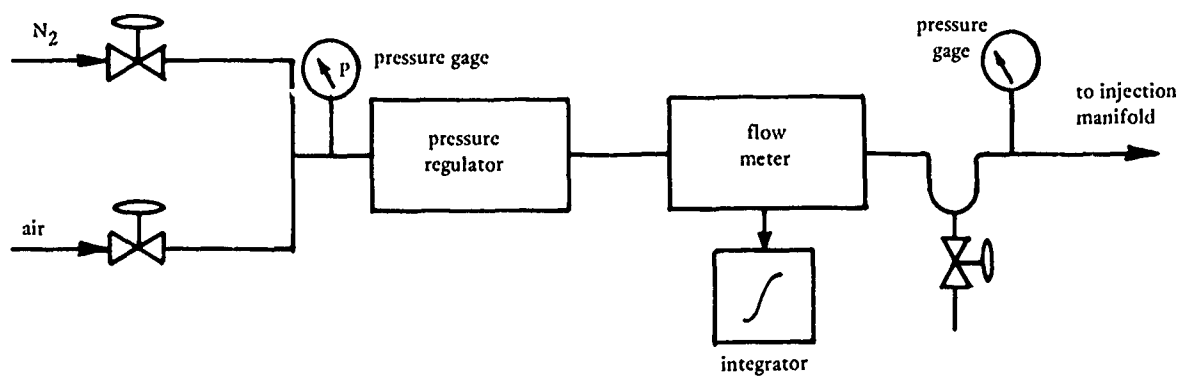 N2
P
pressure gage
pressure
regulator
air
flow
meter
integrator
pressure
gage
to injection
manifold